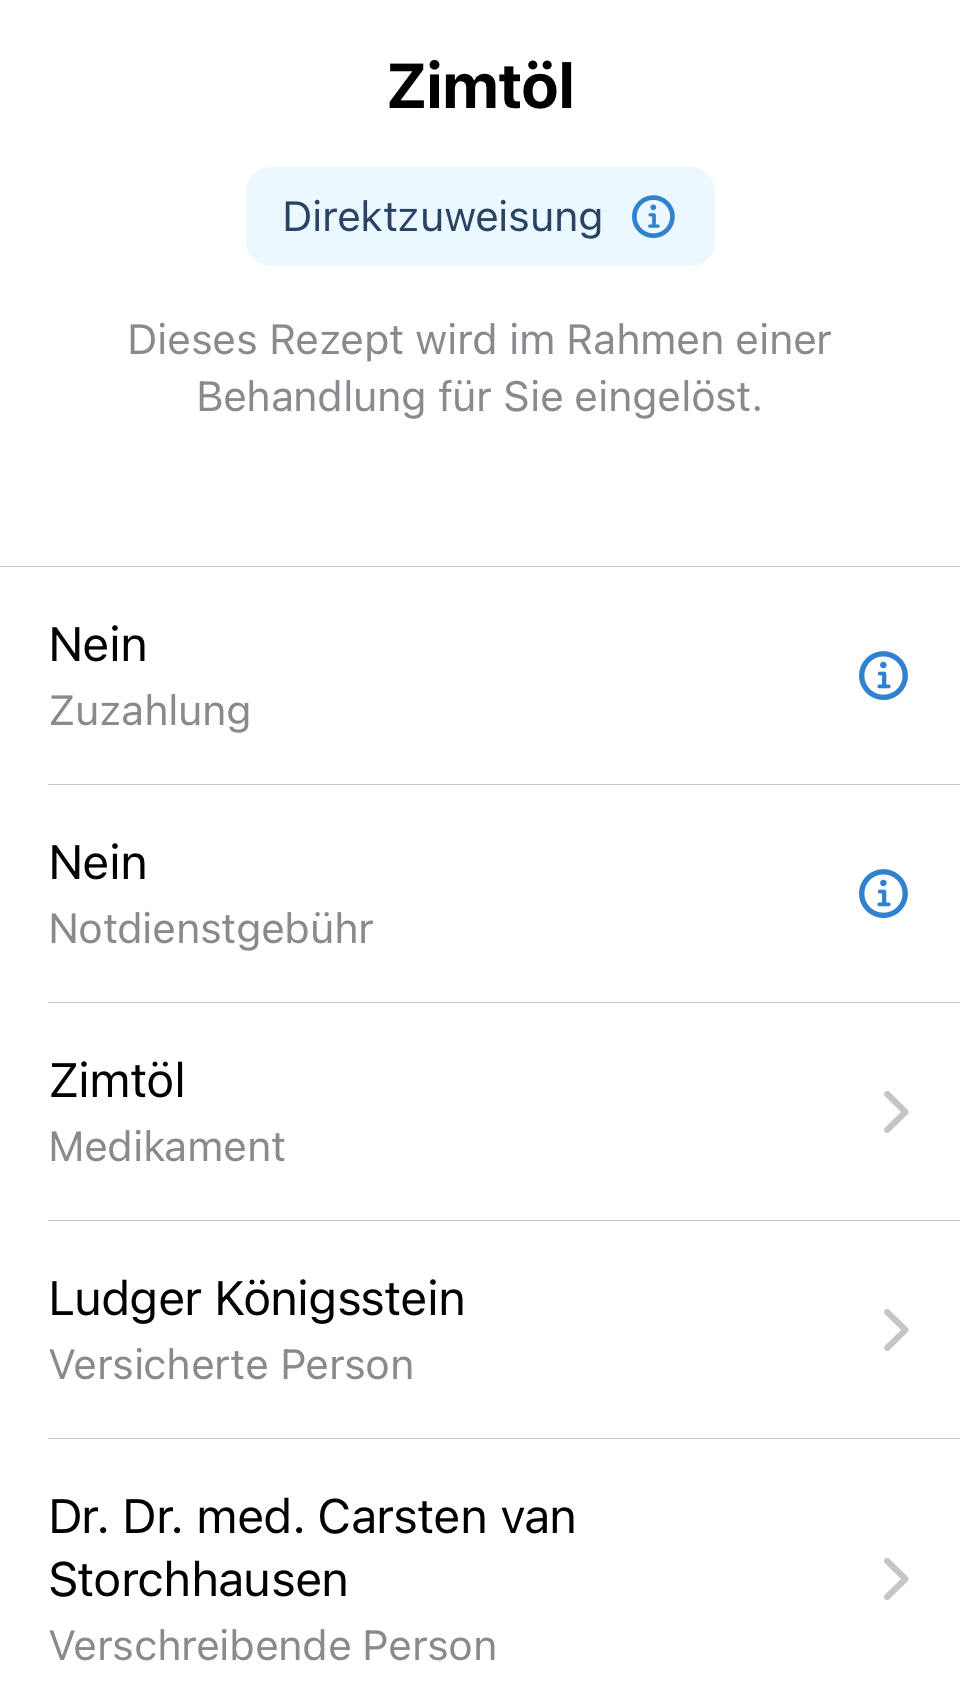 Zimtöl
Direktzuweisung
Dieses Rezept wird im Rahmen einer
Behandlung für Sie eingelöst.
Nein
Zuzahlung
Nein
Notdienstgebühr
Zimtöl
Medikament
Ludger Königsstein
Versicherte Person
Dr. Dr. med. Carsten van
Storchhausen
Verschreibende Person